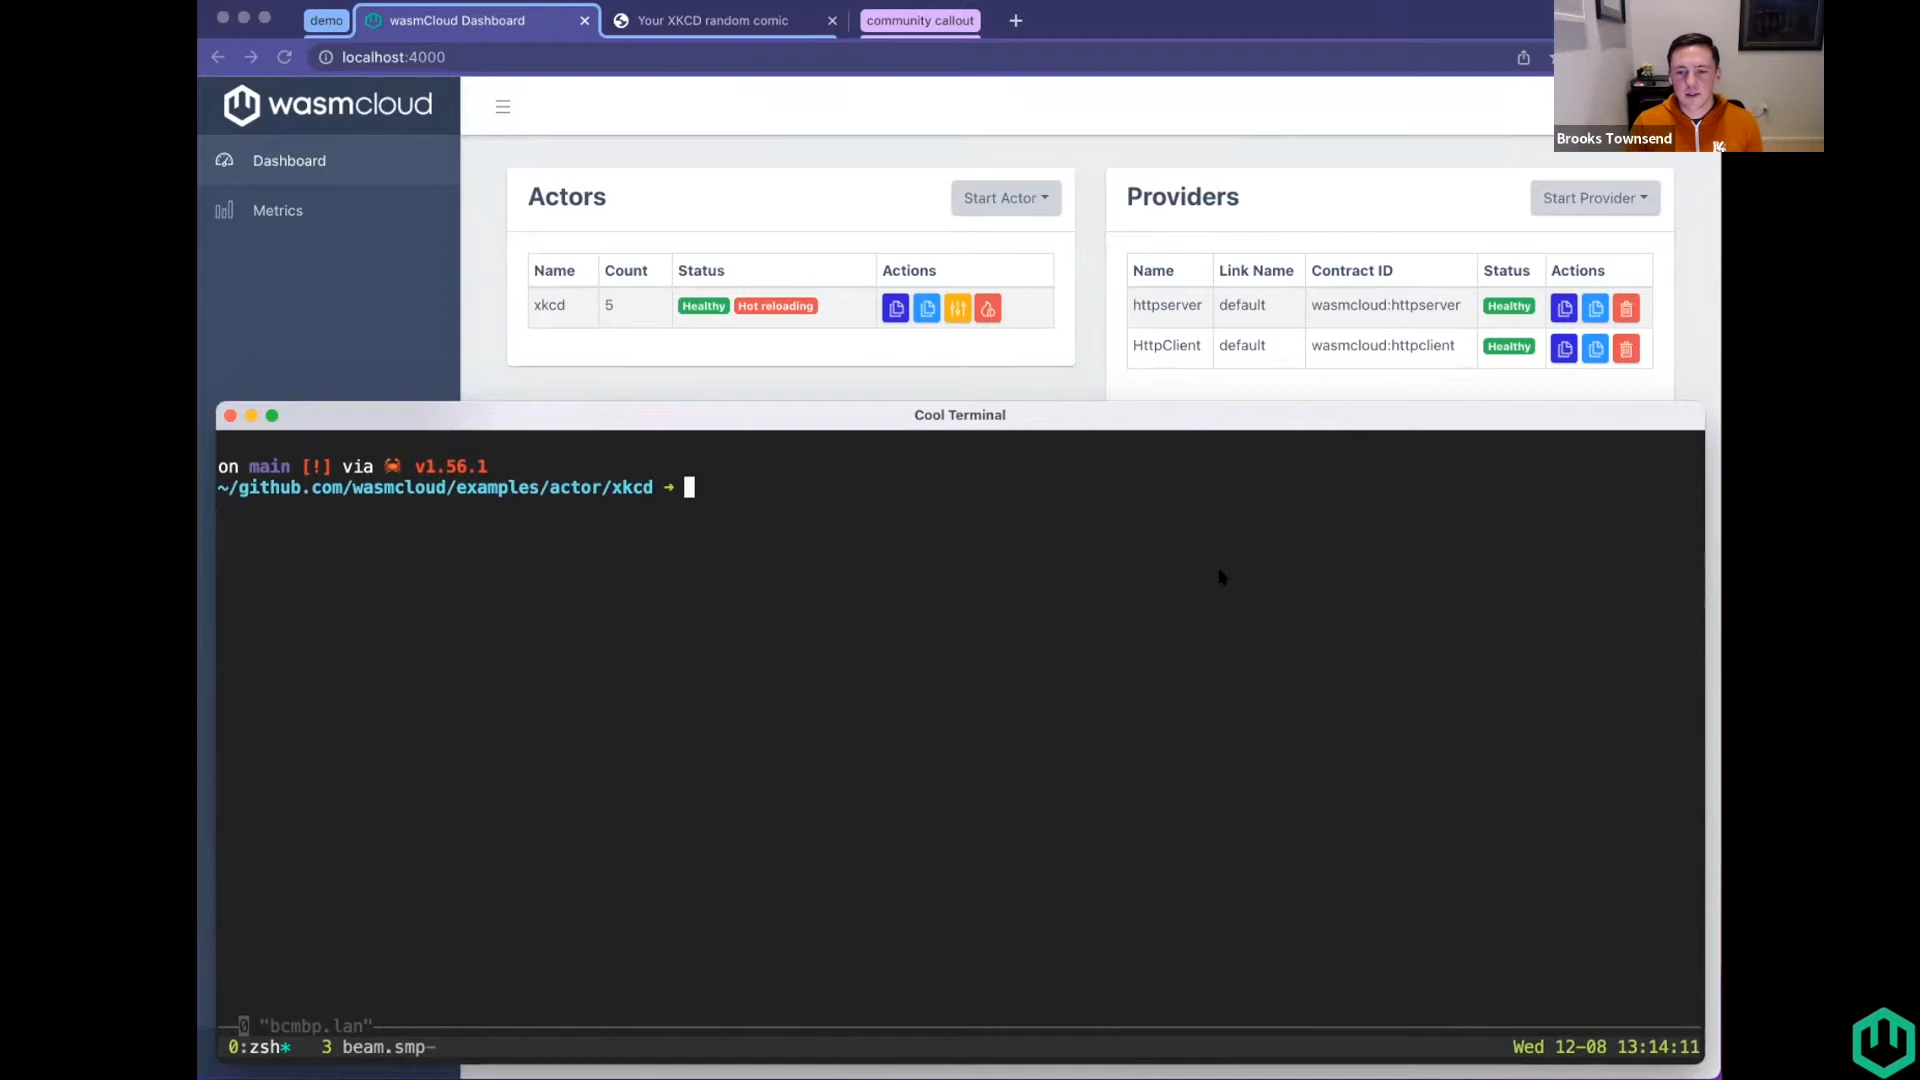 demo
wasmCloud Dashboard
Your XKCD random comic
community callout
localhost:4000
Brooks Townsend
wasmcloud
Dashboard
Metrics
Actors
Start Actor
Name Count Status Actions
xkcd 5 Healthy Hot reloading
Providers
Start Provider
Name Link Name Contract ID Status Actions
httpserver default wasmcloud:httpserver Healthy
HttpClient default wasmcloud:httpclient Healthy
Cool Terminal
on main [!] via 🦀 v1.56.1
~/github.com/wasmcloud/examples/actor/xkcd →
0 "bcmbp.lan"
0:zsh* 3 beam.smp- Wed 12-08 13:14:11